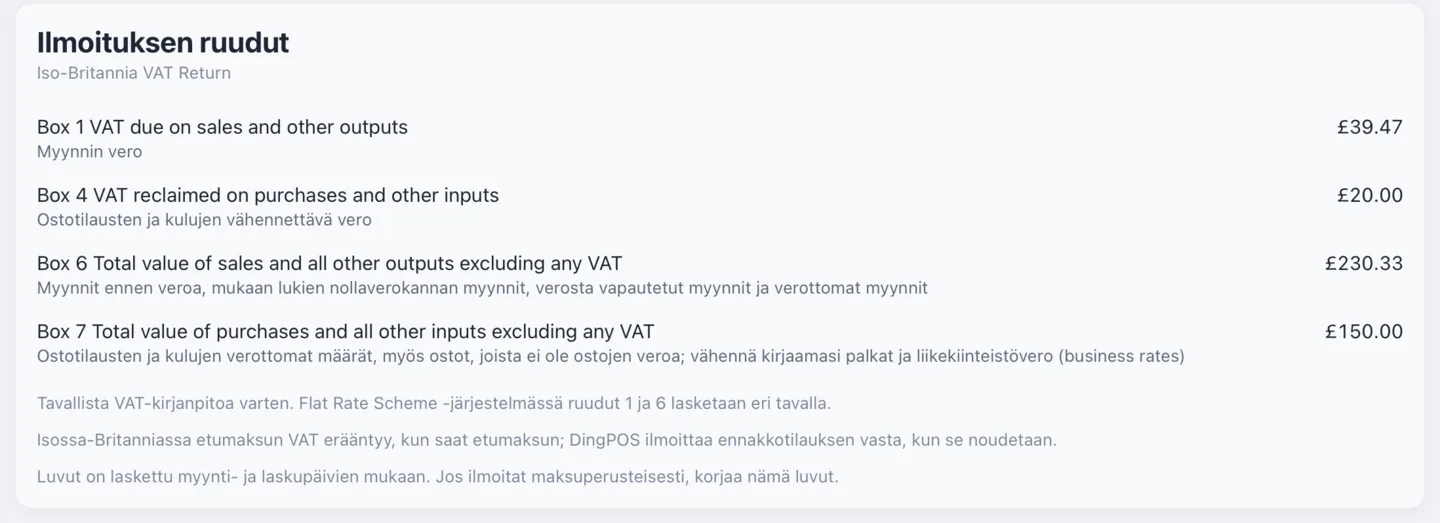 Ilmoituksen ruudut
Iso-Britannia VAT Return
Box 1 VAT due on sales and other outputs £39.47
Myynnin vero
Box 4 VAT reclaimed on purchases and other inputs £20.00
Ostotilausten ja kulujen vähennettävä vero
Box 6 Total value of sales and all other outputs excluding any VAT £230.33
Myynnit ennen veroa, mukaan lukien nollaverokannan myynnit, verosta vapautetut myynnit ja verottomat myynnit
Box 7 Total value of purchases and all other inputs excluding any VAT £150.00
Ostotilausten ja kulujen verottomat määrät, myös ostot, joista ei ole ostojen veroa; vähennä kirjaamasi palkat ja liikekiinteistövero (business rates)
Tavallista VAT-kirjanpitoa varten. Flat Rate Scheme -järjestelmässä ruudut 1 ja 6 lasketaan eri tavalla.
Isossa-Britanniassa etumaksun VAT erääntyy, kun saat etumaksun; DingPOS ilmoittaa ennakkotilauksen vasta, kun se noudetaan.
Luvut on laskettu myynti- ja laskupäivien mukaan. Jos ilmoitat maksuperusteisesti, korjaa nämä luvut.